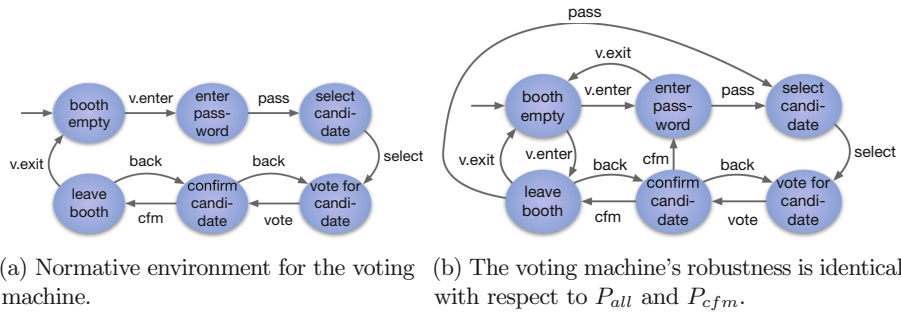 v.enter
pass
booth
empty
enter
pass-
word
select
candi-
date
v.exit
back
back
select
leave
booth
confirm
candi-
date
vote for
candi-
date
cfm
vote
(a) Normative environment for the voting
machine.
pass
v.exit
booth
empty
v.enter
enter
pass-
word
pass
select
candi-
date
v.exit
v.enter
back
cfm
back
select
leave
booth
confirm
candi-
date
vote for
candi-
date
cfm
vote
(b) The voting machine's robustness is identical
with respect to P_all and P_cfm.